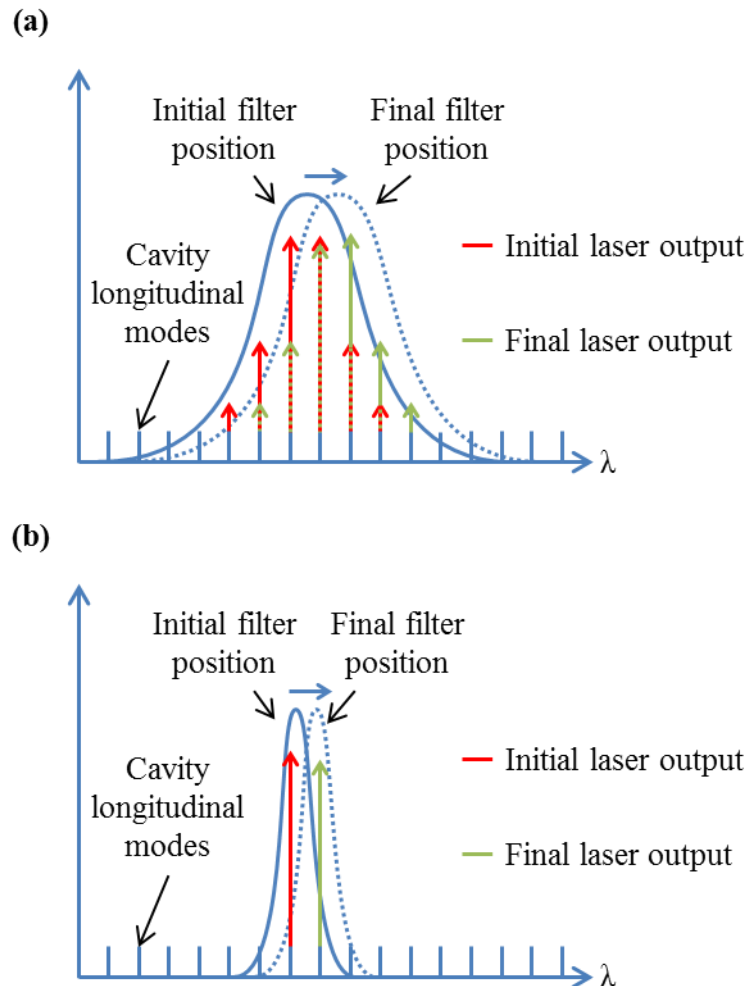 (a)
Initial filter
position
Final filter
position
Cavity
longitudinal
modes
Initial laser output
Final laser output
λ
(b)
Initial filter
position
Final filter
position
Cavity
longitudinal
modes
Initial laser output
Final laser output
λ